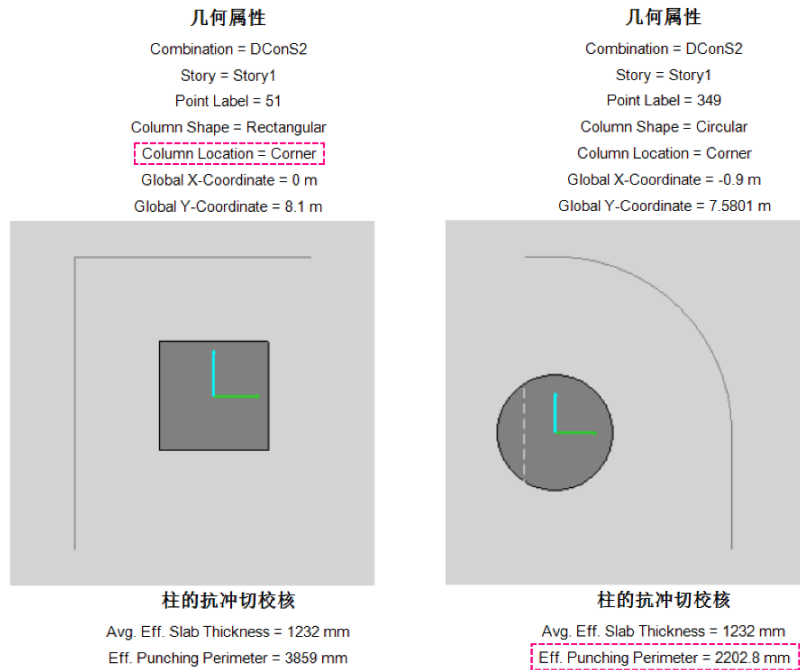 几何属性
Combination = DConS2
Story = Story1
Point Label = 51
Column Shape = Rectangular
Column Location = Corner
Global X-Coordinate = 0 m
Global Y-Coordinate = 8.1 m
柱的抗冲切校核
Avg. Eff. Slab Thickness = 1232 mm
Eff. Punching Perimeter = 3859 mm
几何属性
Combination = DConS2
Story = Story1
Point Label = 349
Column Shape = Circular
Column Location = Corner
Global X-Coordinate = -0.9 m
Global Y-Coordinate = 7.5801 m
柱的抗冲切校核
Avg. Eff. Slab Thickness = 1232 mm
Eff. Punching Perimeter = 2202.8 mm